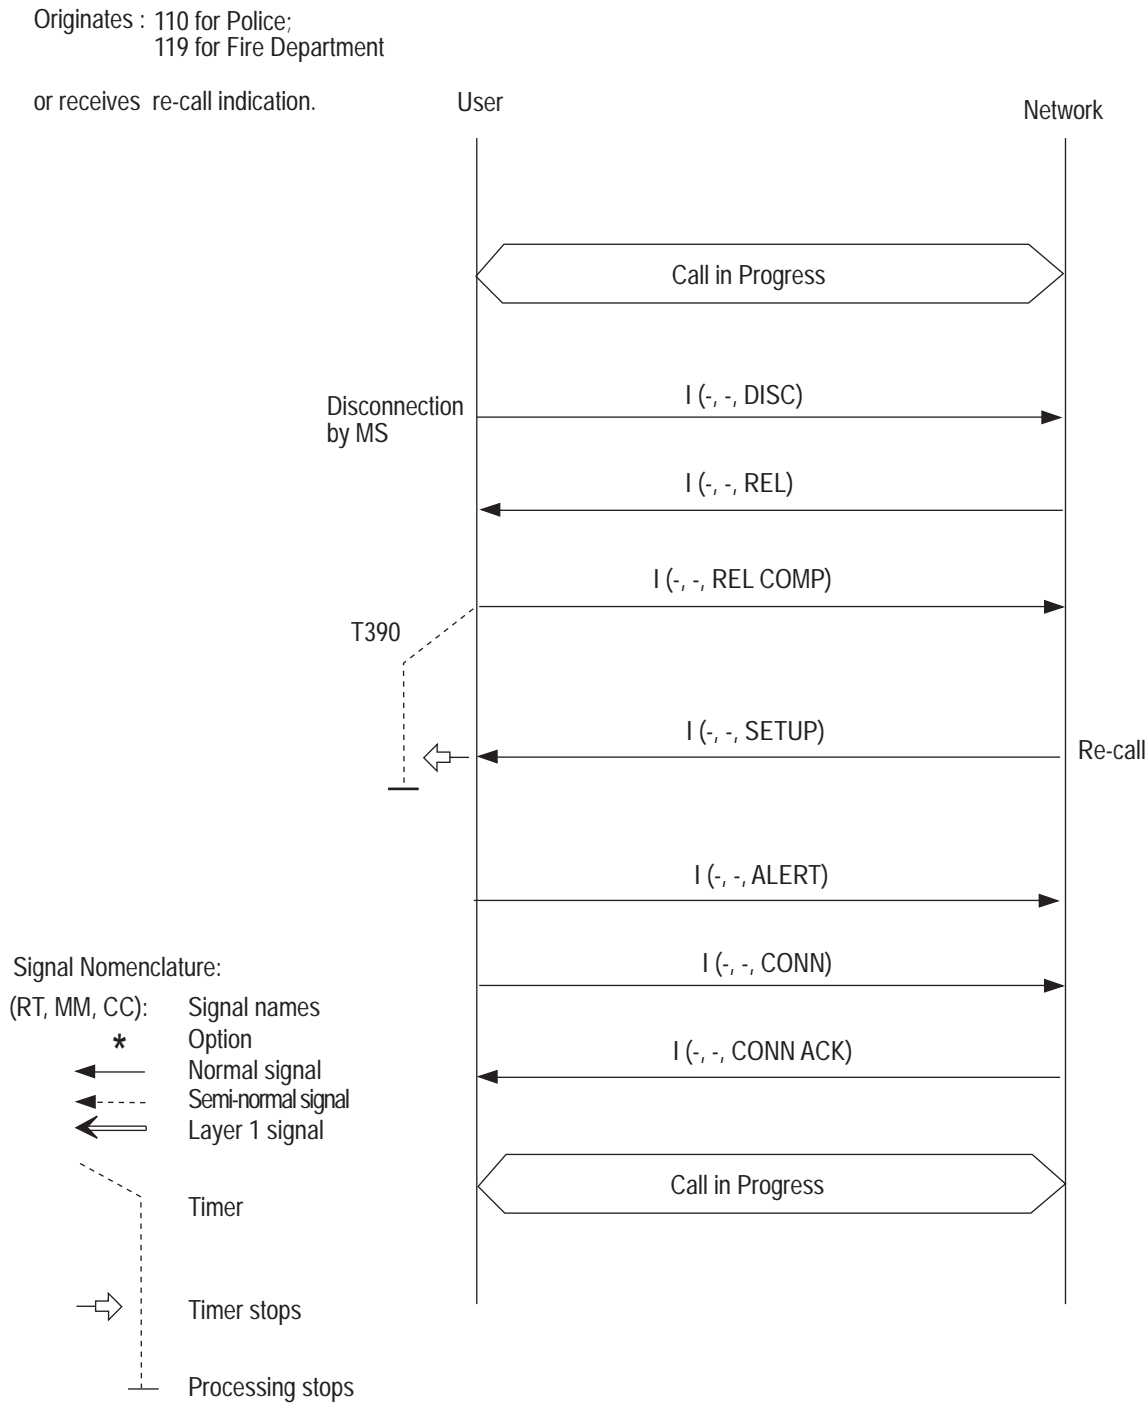 Originates : 110 for Police;
119 for Fire Department
or receives re-call indication.
User
Network
Call in Progress
I (-, -, DISC)
Disconnection
by MS
I (-, -, REL)
I (-, -, REL COMP)
T390
I (-, -, SETUP)
Re-call
I (-, -, ALERT)
I (-, -, CONN)
I (-, -, CONN ACK)
Call in Progress
Signal Nomenclature:
(RT, MM, CC): Signal names
* Option
Normal signal
Semi-normal signal
Layer 1 signal
Timer
Timer stops
Processing stops